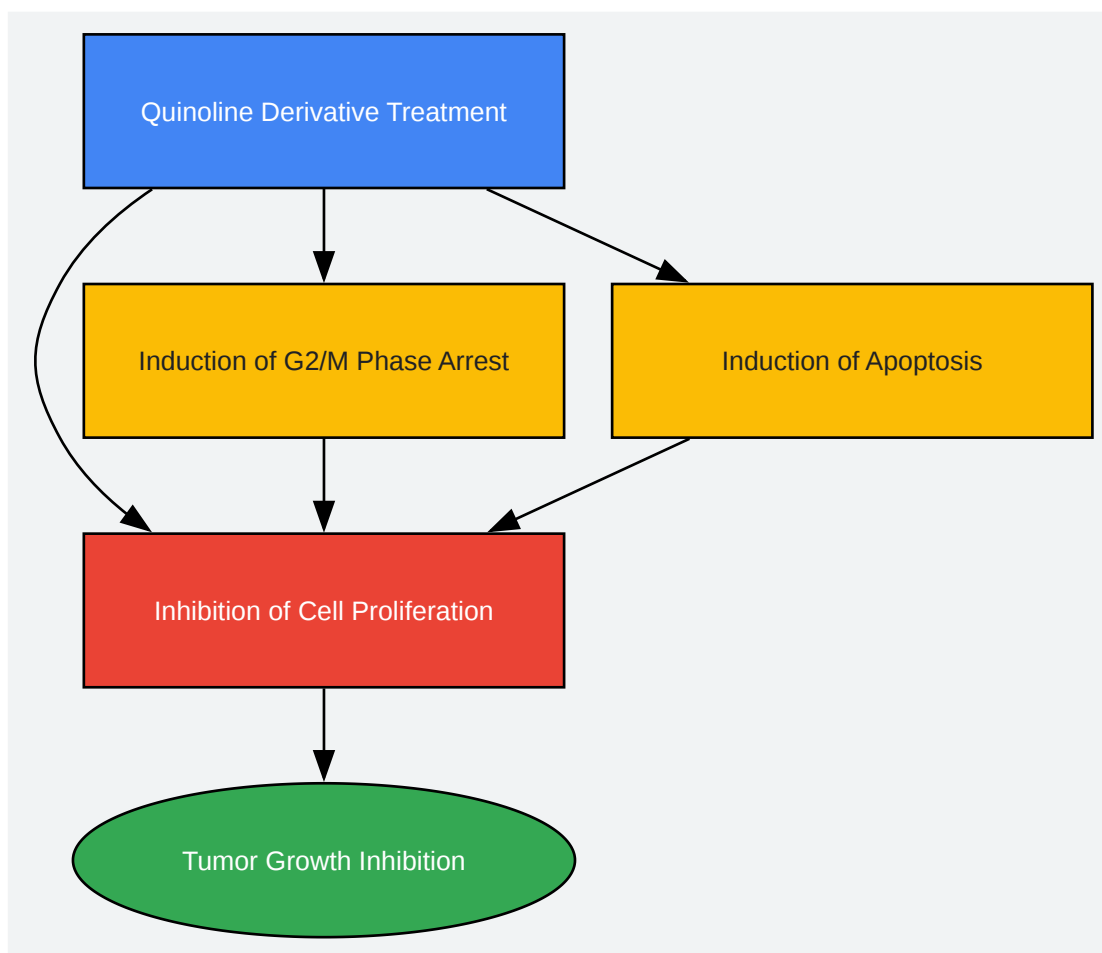 Quinoline Derivative Treatment
Induction of G2/M Phase Arrest
Induction of Apoptosis
Inhibition of Cell Proliferation
Tumor Growth Inhibition